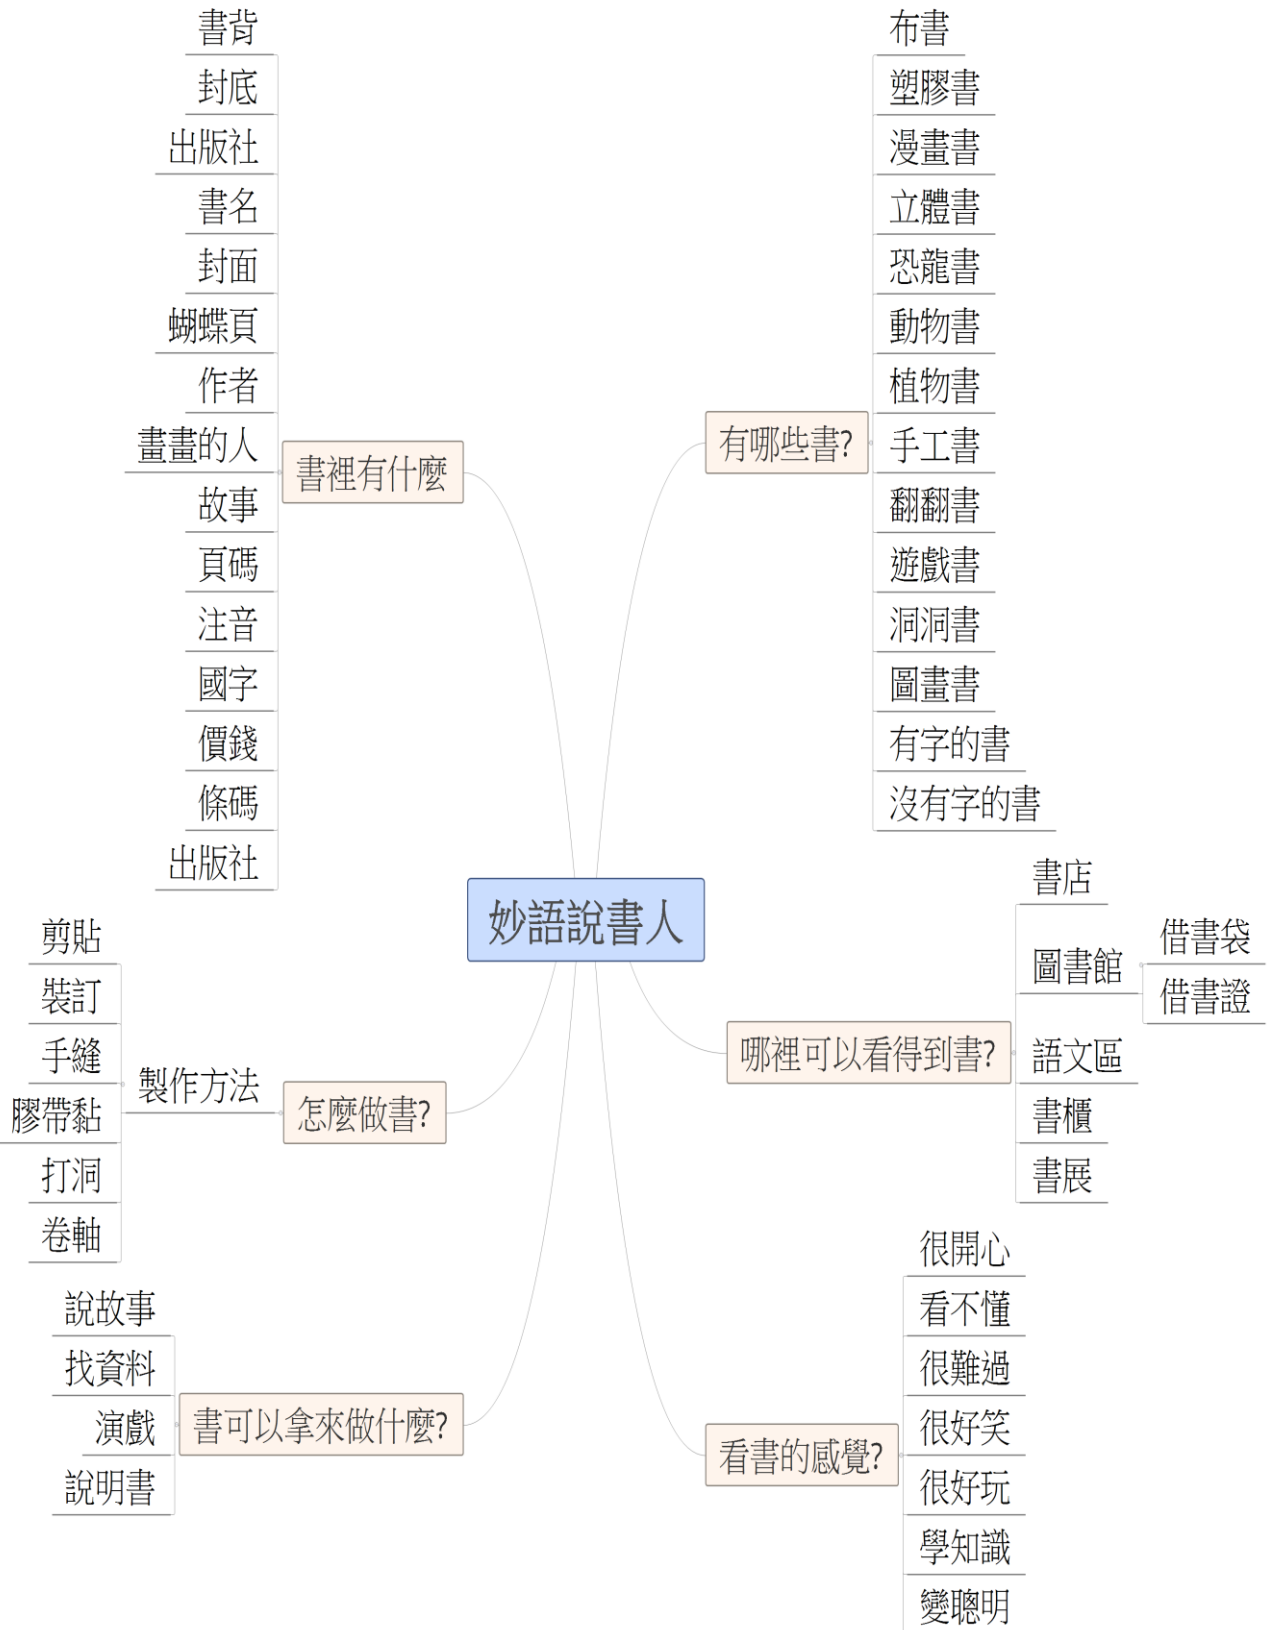 妙語說書人
有哪些書?
布書
塑膠書
漫畫書
立體書
恐龍書
動物書
植物書
手工書
翻翻書
遊戲書
洞洞書
圖畫書
有字的書
沒有字的書
哪裡可以看得到書?
書店
圖書館
借書袋
借書證
語文區
書櫃
書展
看書的感覺?
很開心
看不懂
很難過
很好笑
很好玩
學知識
變聰明
書裡有什麼
書背
封底
出版社
書名
封面
蝴蝶頁
作者
畫畫的人
故事
頁碼
注音
國字
價錢
條碼
出版社
怎麼做書?
製作方法
剪貼
裝訂
手縫
膠帶黏
打洞
卷軸
書可以拿來做什麼?
說故事
找資料
演戲
說明書